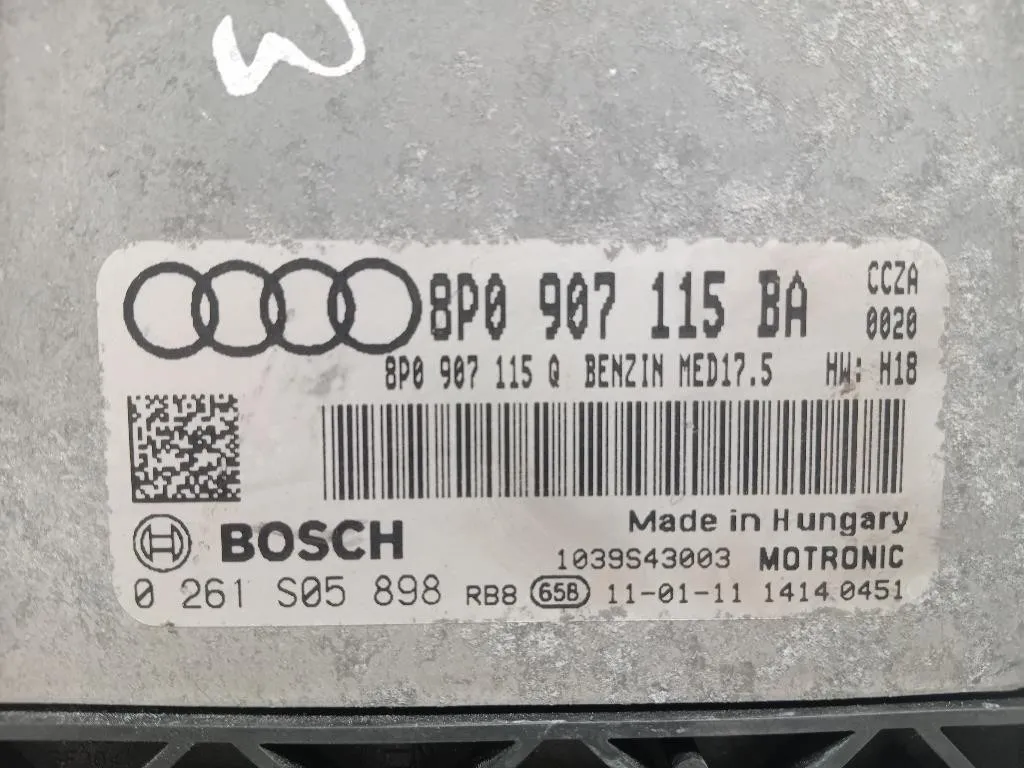 8P0 907 115 BA
CCZA
0020
8P0 907 115 Q BENZIN MED17.5 HW: H18
BOSCH
Made in Hungary
1039S43003 MOTRONIC
0 261 S05 898 RB8 65B 11-01-11 1414 0451